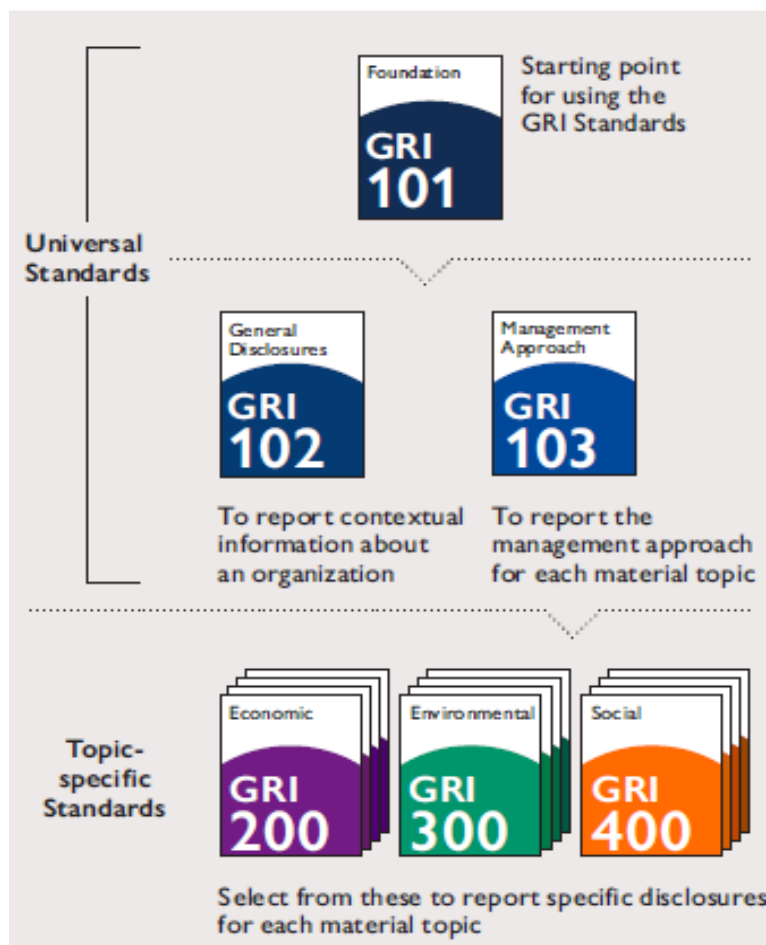 Foundation
GRI
101
Starting point
for using the
GRI Standards
Universal
Standards
General
Disclosures
GRI
102
Management
Approach
GRI
103
To report contextual
information about
an organization
To report the
management approach
for each material topic
Topic-
specific
Standards
Economic
GRI
200
Environmental
GRI
300
Social
GRI
400
Select from these to report specific disclosures
for each material topic